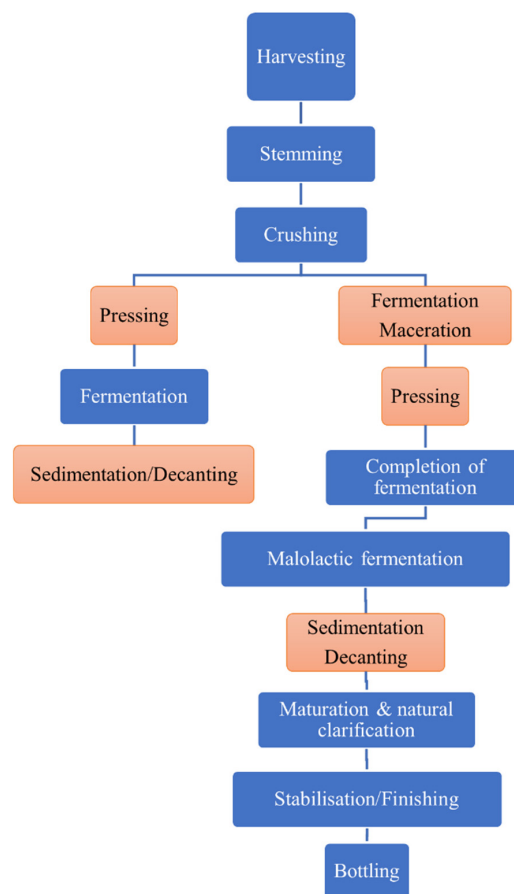 Harvesting
Stemming
Crushing
Pressing
Fermentation
Maceration
Fermentation
Pressing
Sedimentation/Decanting
Completion of
fermentation
Malolactic fermentation
Sedimentation
Decanting
Maturation & natural
clarification
Stabilisation/Finishing
Bottling